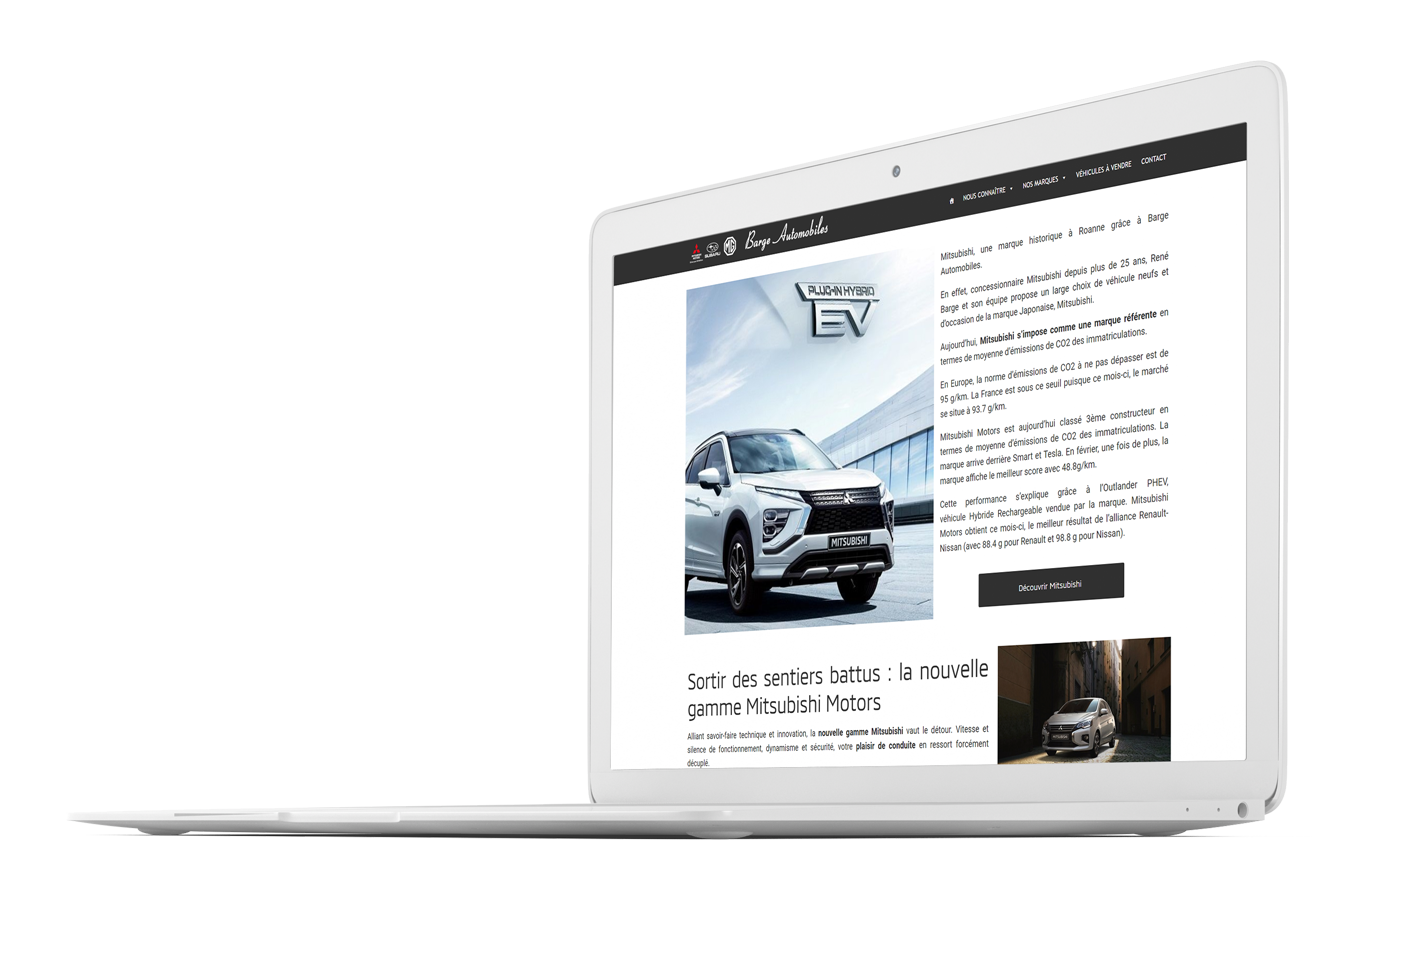 SUBARU
MG
Barge Automobiles
NOUS CONNAÎTRE
NOS MARQUES
VÉHICULES À VENDRE
CONTACT
PLUG-IN HYBRID
EV
MITSUBISHI
Mitsubishi, une marque historique à Roanne grâce à Barge
Automobiles.
En effet, concessionnaire Mitsubishi depuis plus de 25 ans, René
Barge et son équipe propose un large choix de véhicule neufs et
d'occasion de la marque Japonaise, Mitsubishi.
Aujourd'hui, Mitsubishi s'impose comme une marque référente en
termes de moyenne d'émissions de CO2 des immatriculations.
En Europe, la norme d'émissions de CO2 à ne pas dépasser est de
95 g/km. La France est sous ce seuil puisque ce mois-ci, le marché
se situe à 93.7 g/km.
Mitsubishi Motors est aujourd'hui classé 3ème constructeur en
termes de moyenne d'émissions de CO2 des immatriculations. La
marque arrive derrière Smart et Tesla. En février, une fois de plus, la
marque affiche le meilleur score avec 48.8g/km.
Cette performance s'explique grâce à l'Outlander PHEV,
véhicule Hybride Rechargeable vendue par la marque. Mitsubishi
Motors obtient ce mois-ci, le meilleur résultat de l'alliance Renault-
Nissan (avec 88.4 g pour Renault et 98.8 g pour Nissan).
Découvrir Mitsubishi
Sortir des sentiers battus : la nouvelle
gamme Mitsubishi Motors
Alliant savoir-faire technique et innovation, la nouvelle gamme Mitsubishi vaut le détour. Vitesse et
silence de fonctionnement, dynamisme et sécurité, votre plaisir de conduite en ressort forcément
décuplé.